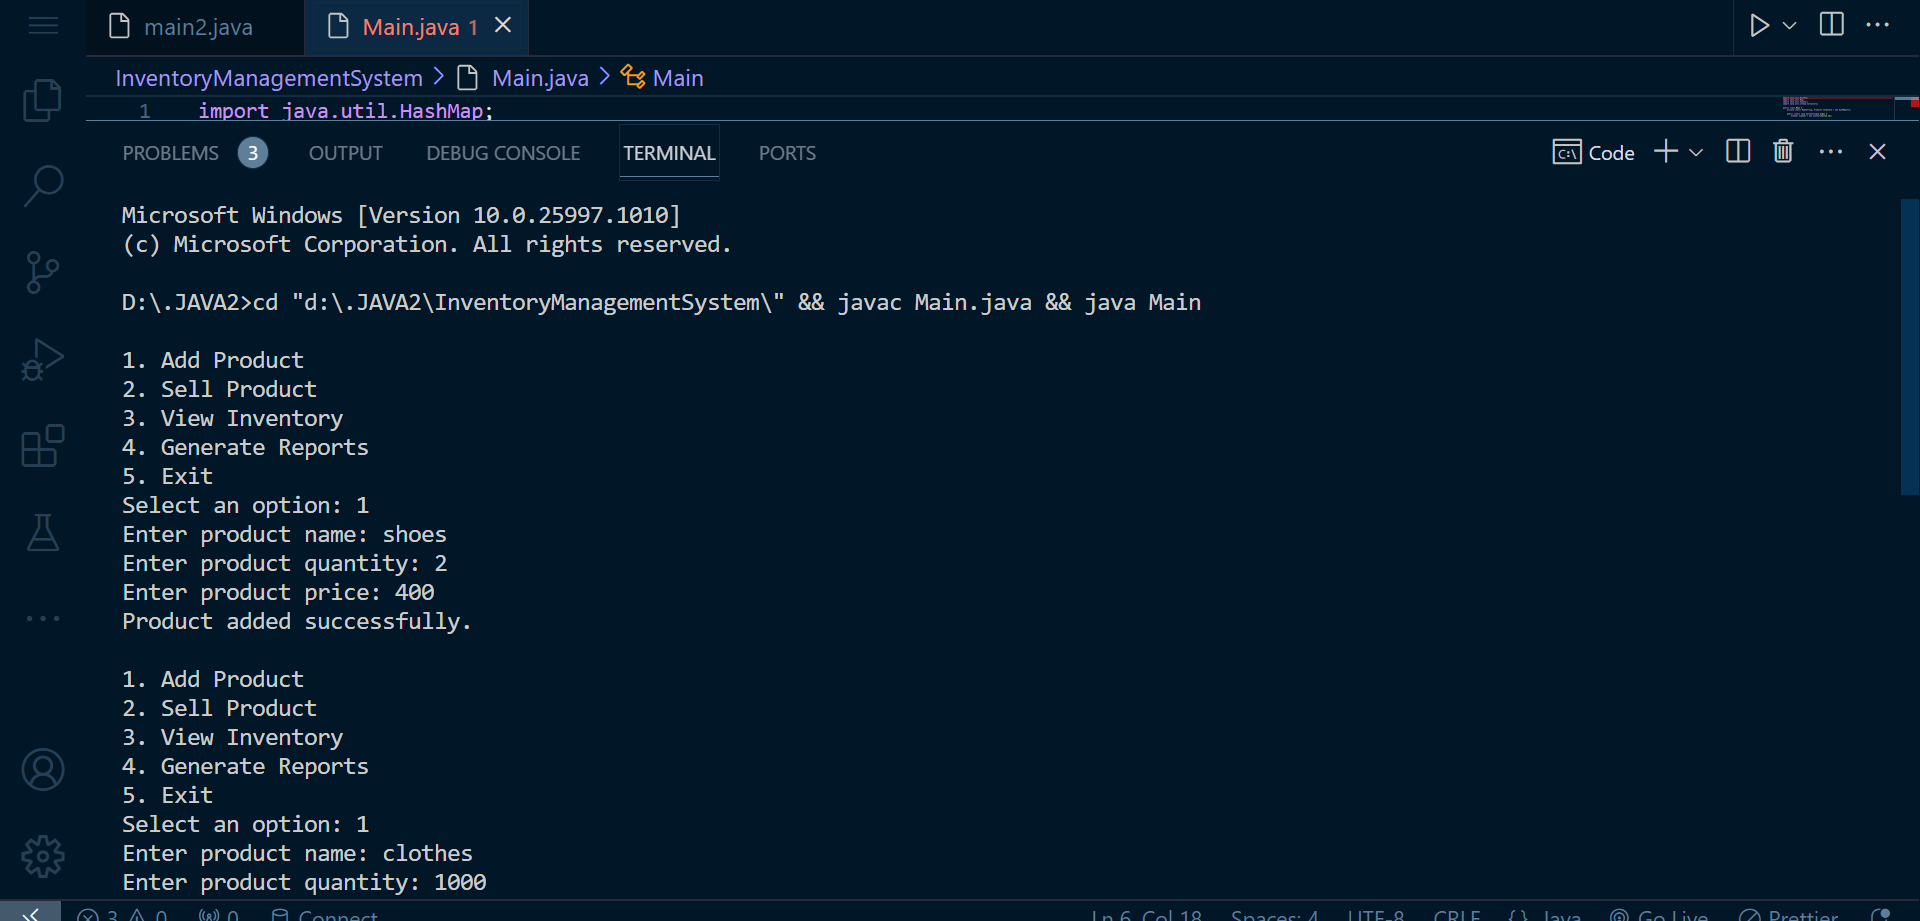 main2.java
Main.java 1
InventoryManagementSystem > Main.java > Main
1 import java.util.HashMap;
PROBLEMS 3 OUTPUT DEBUG CONSOLE TERMINAL PORTS
Code
Microsoft Windows [Version 10.0.25997.1010]
(c) Microsoft Corporation. All rights reserved.
D:\.JAVA2>cd "d:\.JAVA2\InventoryManagementSystem\" && javac Main.java && java Main
1. Add Product
2. Sell Product
3. View Inventory
4. Generate Reports
5. Exit
Select an option: 1
Enter product name: shoes
Enter product quantity: 2
Enter product price: 400
Product added successfully.
1. Add Product
2. Sell Product
3. View Inventory
4. Generate Reports
5. Exit
Select an option: 1
Enter product name: clothes
Enter product quantity: 1000
3 0 0 Connect Ln 6, Col 18 Spaces: 4 UTF-8 CRLF {} Java Go Live Prettier